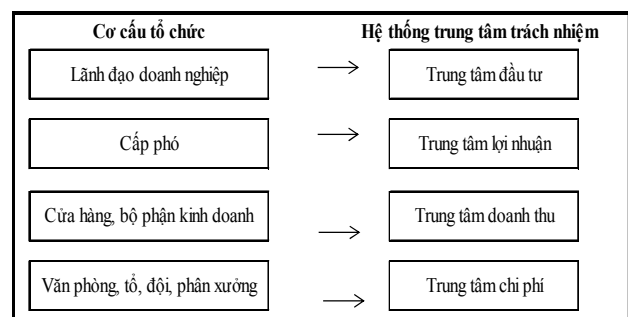 Cơ cấu tổ chức Hệ thống trung tâm trách nhiệm
Lãnh đạo doanh nghiệp → Trung tâm đầu tư
Cấp phó → Trung tâm lợi nhuận
Cửa hàng, bộ phận kinh doanh → Trung tâm doanh thu
Văn phòng, tổ, đội, phân xưởng → Trung tâm chi phí